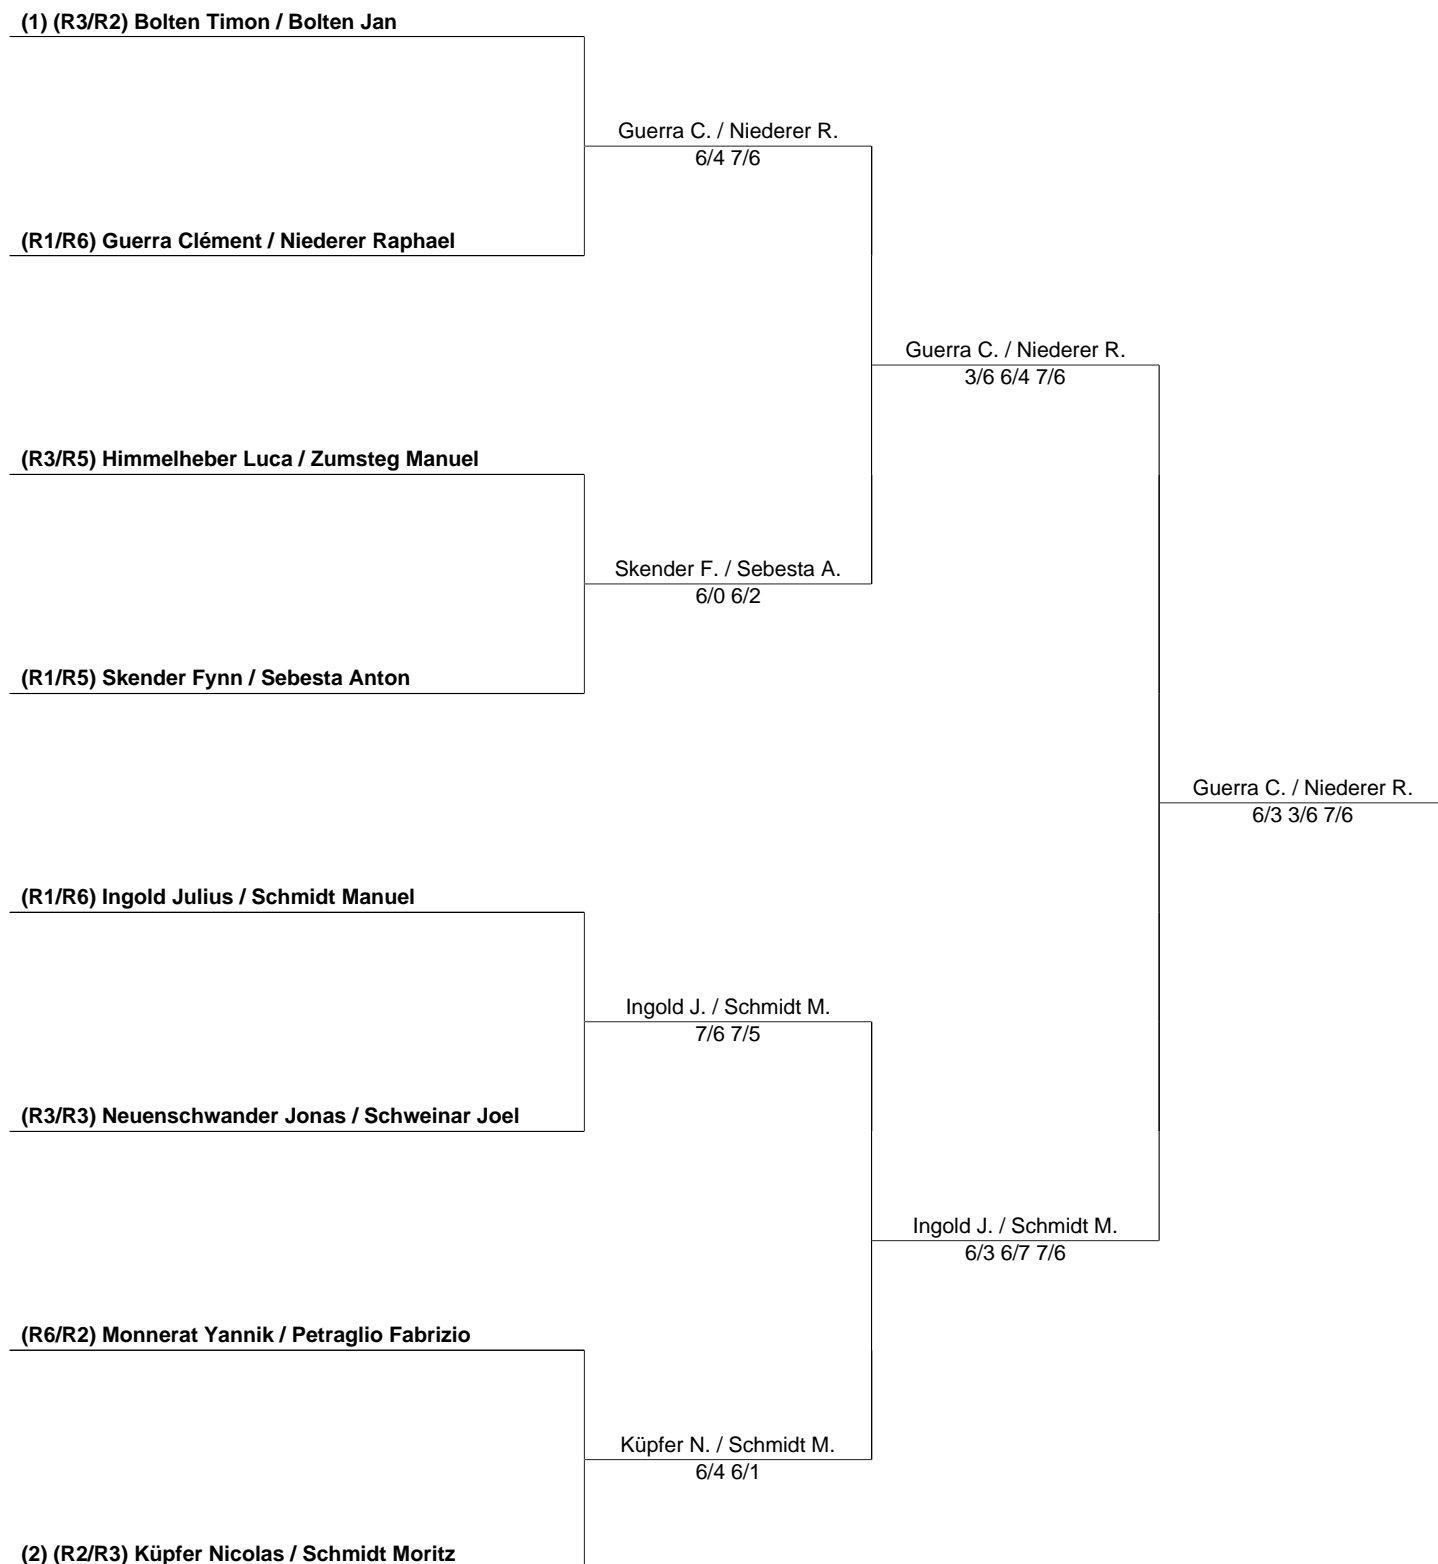 (1) (R3/R2) Bolten Timon / Bolten Jan
Guerra C. / Niederer R.
6/4 7/6
(R1/R6) Guerra Clément / Niederer Raphael
Guerra C. / Niederer R.
3/6 6/4 7/6
(R3/R5) Himmelheber Luca / Zumsteg Manuel
Skender F. / Sebesta A.
6/0 6/2
(R1/R5) Skender Fynn / Sebesta Anton
Guerra C. / Niederer R.
6/3 3/6 7/6
(R1/R6) Ingold Julius / Schmidt Manuel
Ingold J. / Schmidt M.
7/6 7/5
(R3/R3) Neuenschwander Jonas / Schweinar Joel
Ingold J. / Schmidt M.
6/3 6/7 7/6
(R6/R2) Monnerat Yannik / Petraglio Fabrizio
Küpfer N. / Schmidt M.
6/4 6/1
(2) (R2/R3) Küpfer Nicolas / Schmidt Moritz